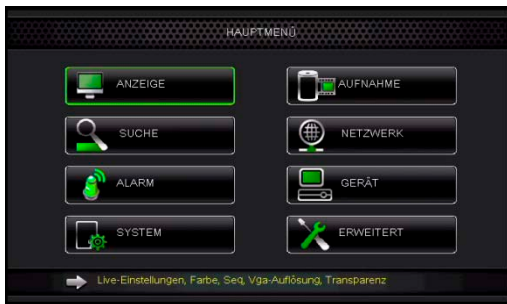 HAUPTMENÜ
ANZEIGE
AUFNAHME
SUCHE
NETZWERK
ALARM
GERÄT
SYSTEM
ERWEITERT
Live-Einstellungen, Farbe, Seq, Vga-Auflösung, Transparenz